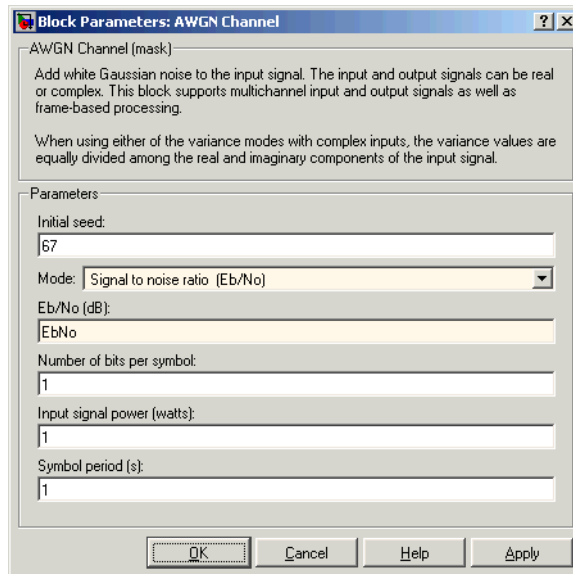 Block Parameters: AWGN Channel
AWGN Channel (mask)
Add white Gaussian noise to the input signal. The input and output signals can be real
or complex. This block supports multichannel input and output signals as well as
frame-based processing.
When using either of the variance modes with complex inputs, the variance values are
equally divided among the real and imaginary components of the input signal.
Parameters
Initial seed:
67
Mode: Signal to noise ratio (Eb/No)
Eb/No (dB):
EbNo
Number of bits per symbol:
1
Input signal power (watts):
1
Symbol period (s):
1
OK Cancel Help Apply